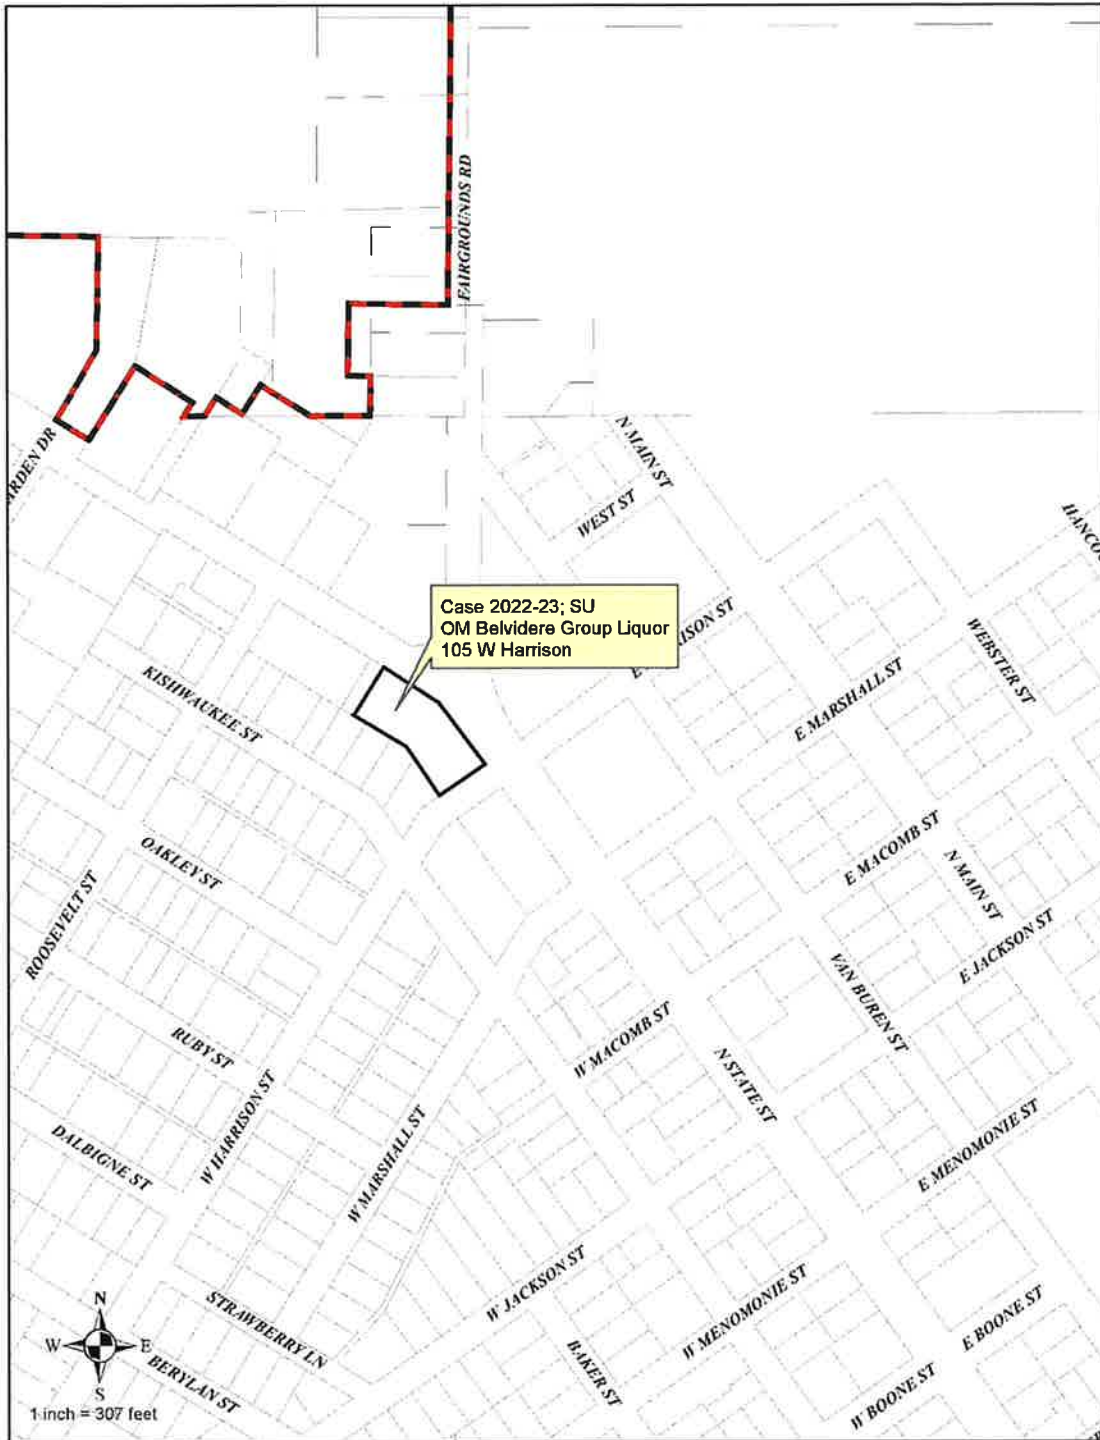 FAIRGROUNDS RD
N MAIN ST
WEST ST
Case 2022-23; SU
OM Belvidere Group Liquor
105 W Harrison
KISHWAUKEE ST
WEBSTER ST
E MARSHALL ST
OAKLEY ST
E MACOMB ST
N MAIN ST
ROOSEVELT ST
E JACKSON ST
VAN BUREN ST
RUBY ST
W MACOMB ST
N STATE ST
W HARRISON ST
DALBIGNE ST
W MARSHALL ST
E MENOMONIE ST
W JACKSON ST
STRAWBERRY LN
W MENOMONIE ST
E BOONE ST
BAKER ST
BERYLAN ST
W BOONE ST
N
W E
S
1 inch = 307 feet